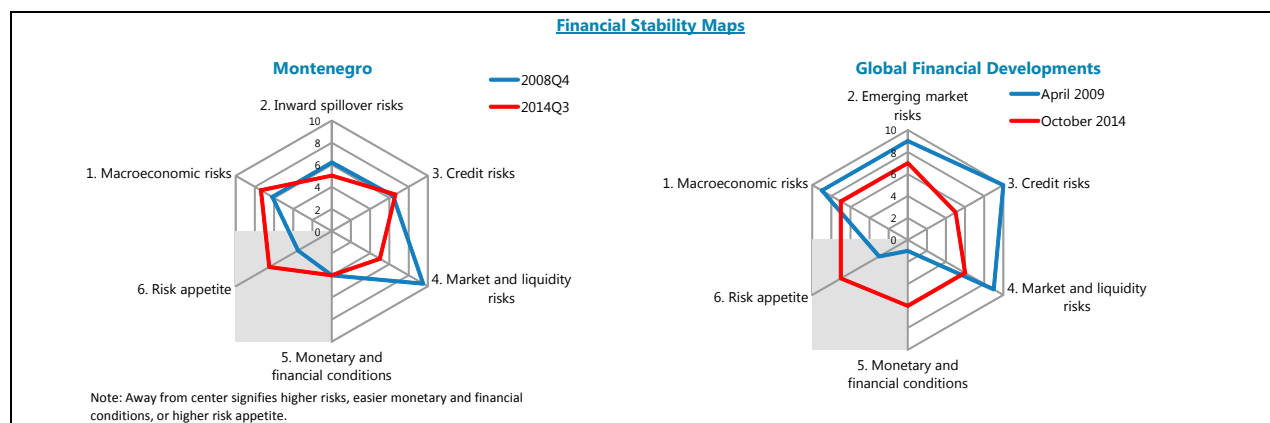 Financial Stability Maps
Montenegro
2008Q4
2014Q3
2. Inward spillover risks
10
8
6
4
2
0
1. Macroeconomic risks
3. Credit risks
4. Market and liquidity
risks
6. Risk appetite
5. Monetary and
financial conditions
Note: Away from center signifies higher risks, easier monetary and financial
conditions, or higher risk appetite.
Global Financial Developments
April 2009
October 2014
2. Emerging market
risks
10
8
6
4
2
0
1. Macroeconomic risks
3. Credit risks
4. Market and liquidity
risks
6. Risk appetite
5. Monetary and
financial conditions